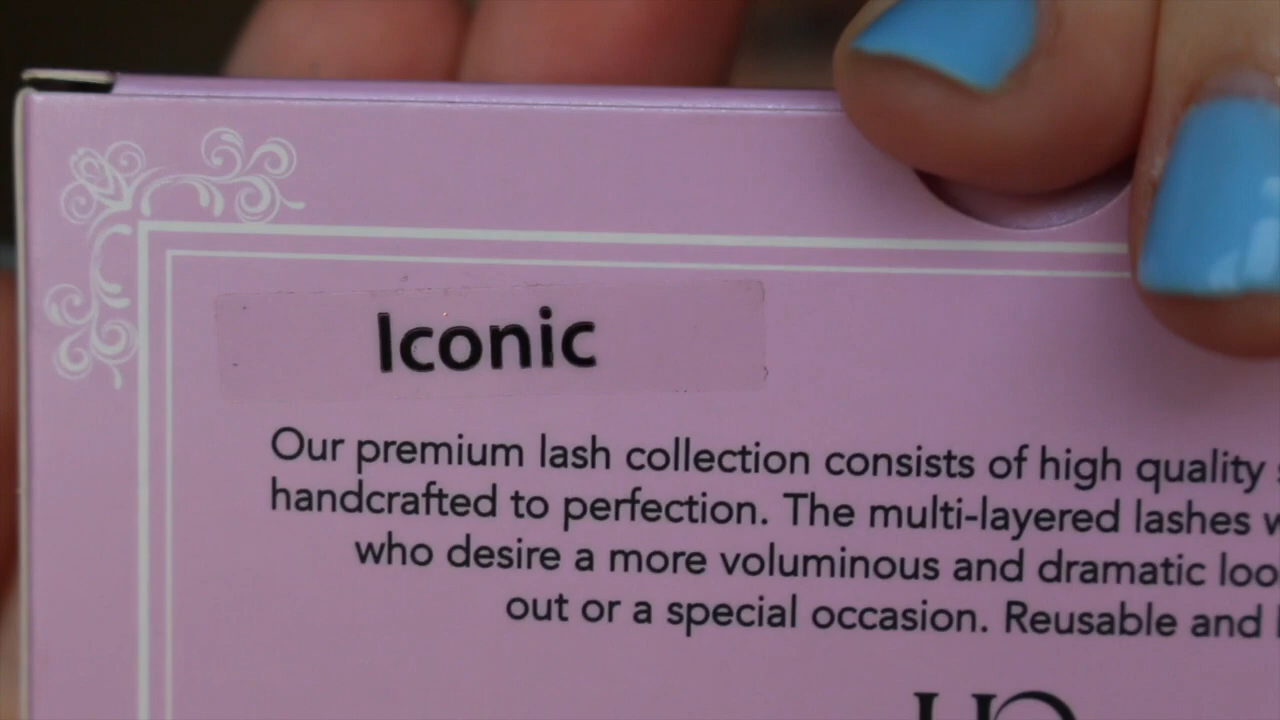 Iconic
Our premium lash collection consists of high quality
handcrafted to perfection. The multi-layered lashes
who desire a more voluminous and dramatic
out or a special occasion. Reusable and